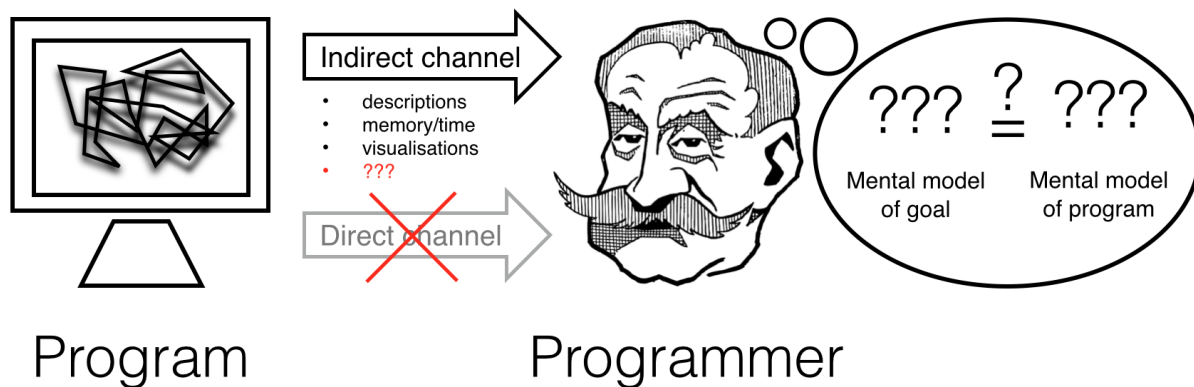 Indirect channel
• descriptions
• memory/time
• visualisations
• ???
Direct channel
??? ?= ???
Mental model
of goal
Mental model
of program
Program
Programmer